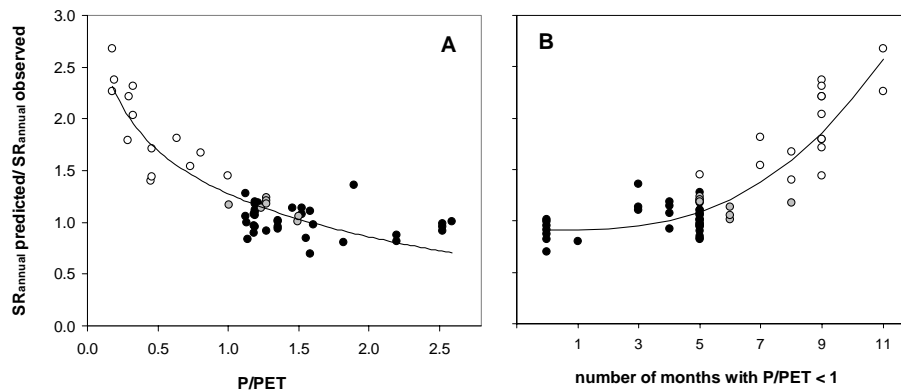 SRannual predicted/ SRannual observed
3.0
2.5
2.0
1.5
1.0
0.5
0.0
A
0.0 0.5 1.0 1.5 2.0 2.5
P/PET
B
1 3 5 7 9 11
number of months with P/PET < 1